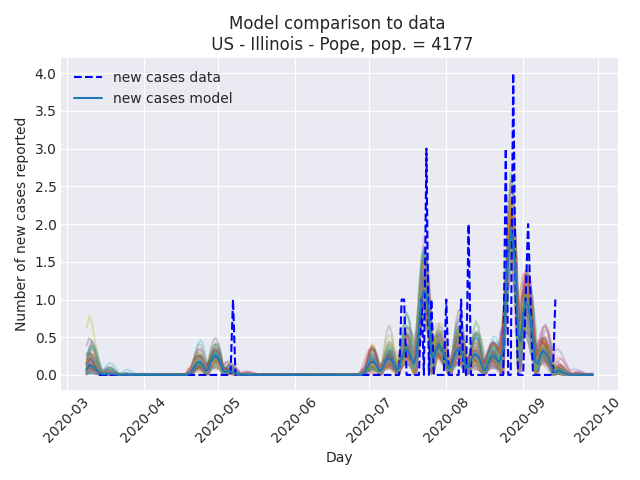 Model comparison to data
US - Illinois - Pope, pop. = 4177
new cases data
new cases model
Number of new cases reported
4.0
3.5
3.0
2.5
2.0
1.5
1.0
0.5
0.0
2020-03
2020-04
2020-05
2020-06
2020-07
2020-08
2020-09
2020-10
Day